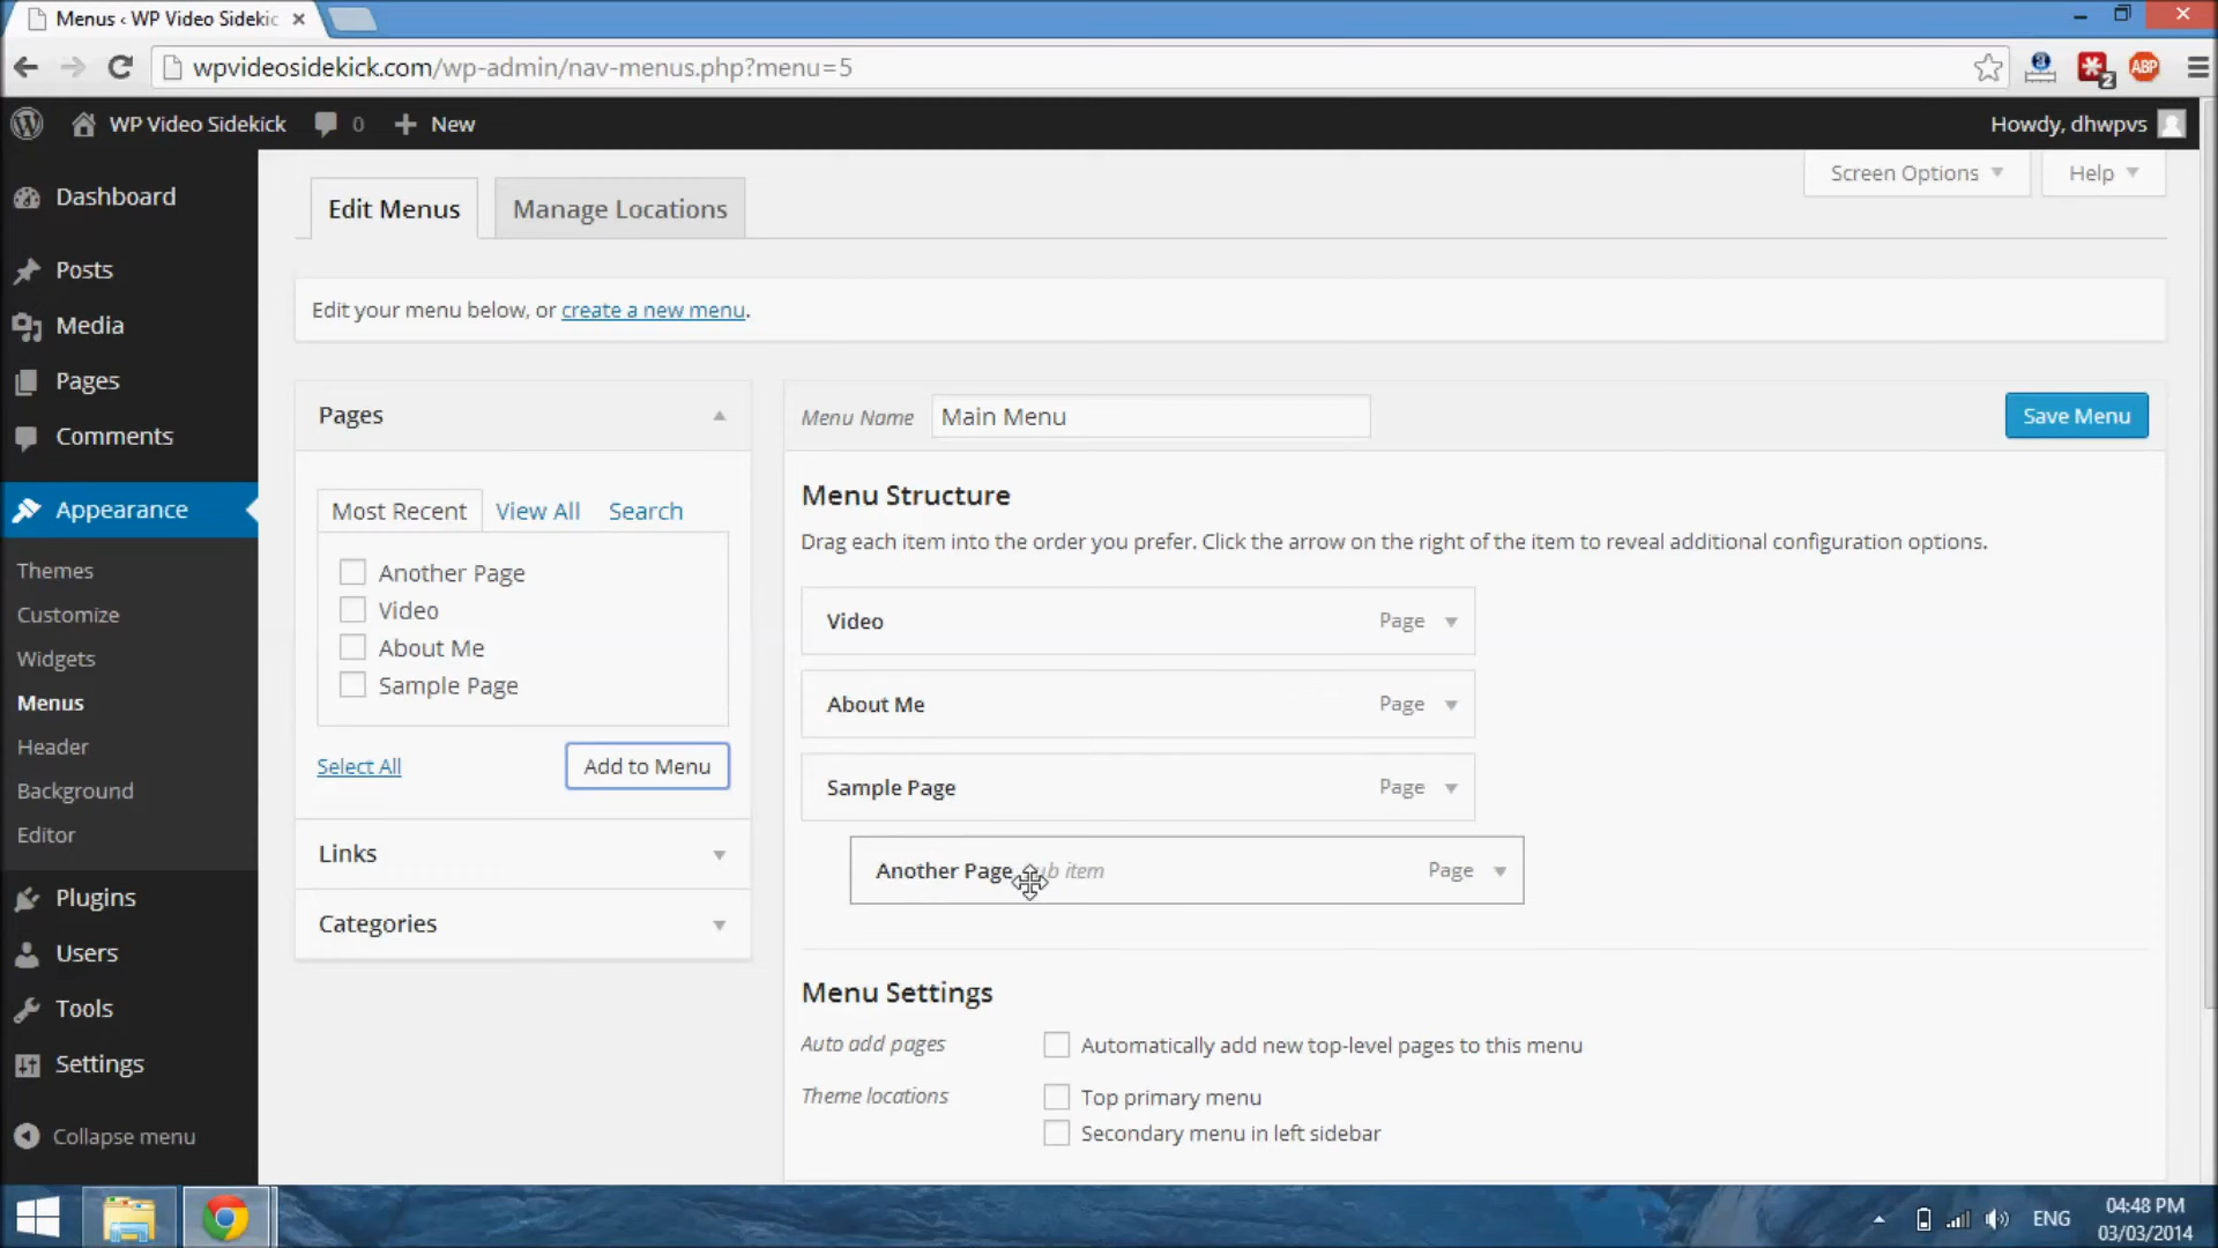 Menus ‹ WP Video Sidekic
wpvideosidekick.com/wp-admin/nav-menus.php?menu=5
2
ABP
WP Video Sidekick 0 New
Howdy, dhwpvs
Screen Options Help
Dashboard
Posts
Media
Pages
Comments
Appearance
Themes
Customize
Widgets
Menus
Header
Background
Editor
Plugins
Users
Tools
Settings
Collapse menu
Edit Menus Manage Locations
Edit your menu below, or create a new menu.
Pages
Most Recent View All Search
Another Page
Video
About Me
Sample Page
Select All Add to Menu
Links
Categories
Menu Name Main Menu Save Menu
Menu Structure
Drag each item into the order you prefer. Click the arrow on the right of the item to reveal additional configuration options.
Video Page
About Me Page
Sample Page Page
Another Page ub item Page
Menu Settings
Auto add pages Automatically add new top-level pages to this menu
Theme locations Top primary menu
Secondary menu in left sidebar
ENG
04:48 PM
03/03/2014